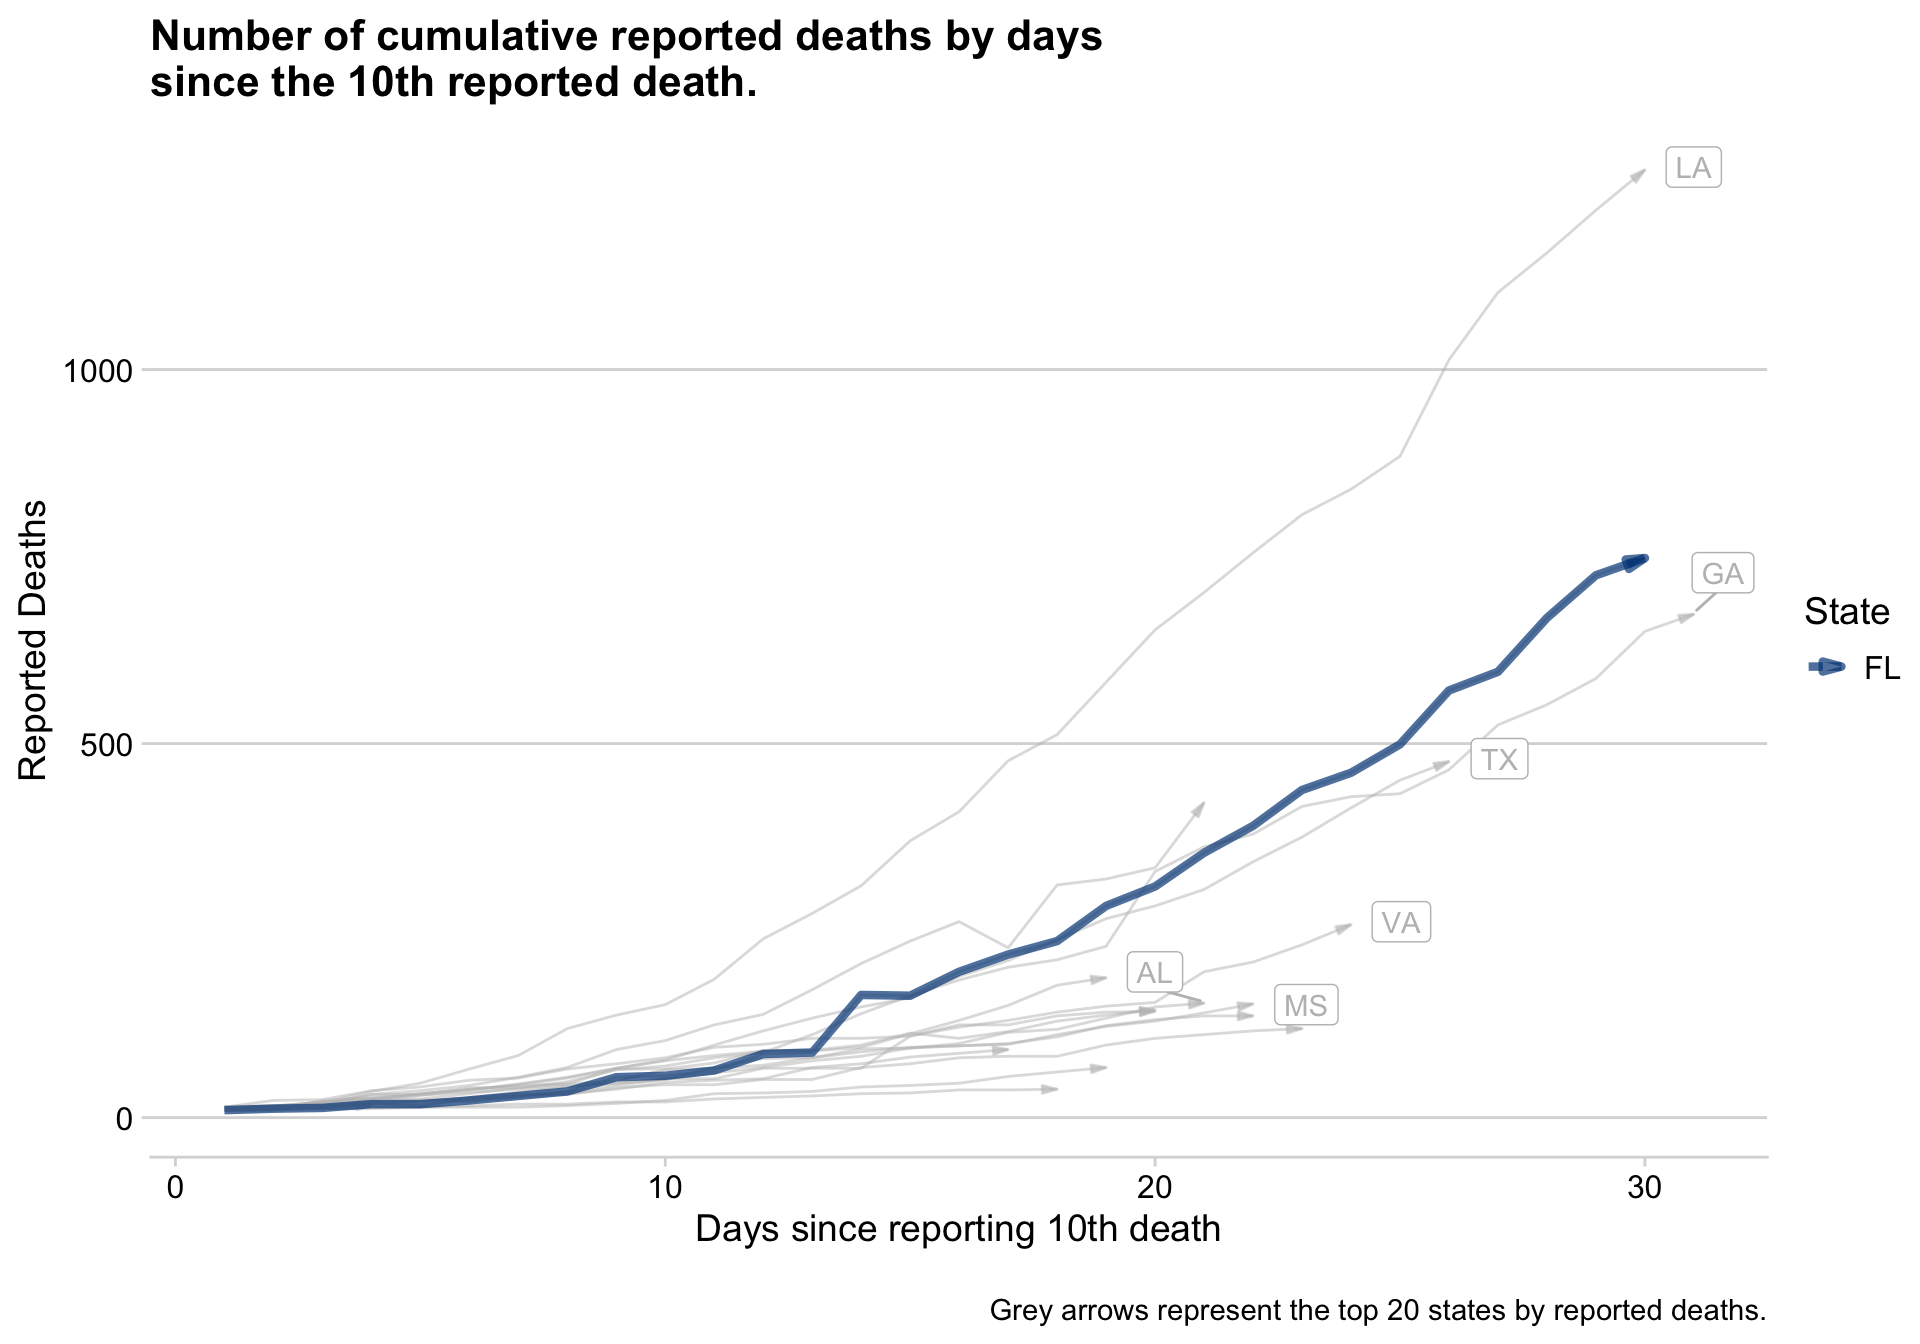 Number of cumulative reported deaths by days
since the 10th reported death.
LA
1000
Reported Deaths
GA
State
FL
500
TX
VA
AL
MS
0
0 10 20 30
Days since reporting 10th death
Grey arrows represent the top 20 states by reported deaths.